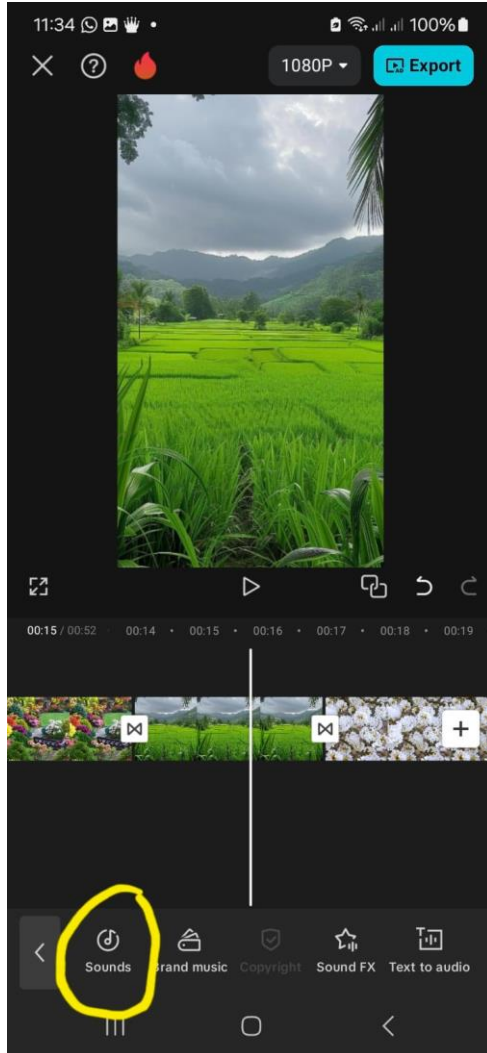 11:34 100%
1080P Export
00:15 / 00:52 00:14 00:15 00:16 00:17 00:18 00:19
Sounds Brand music Copyright Sound FX Text to audio